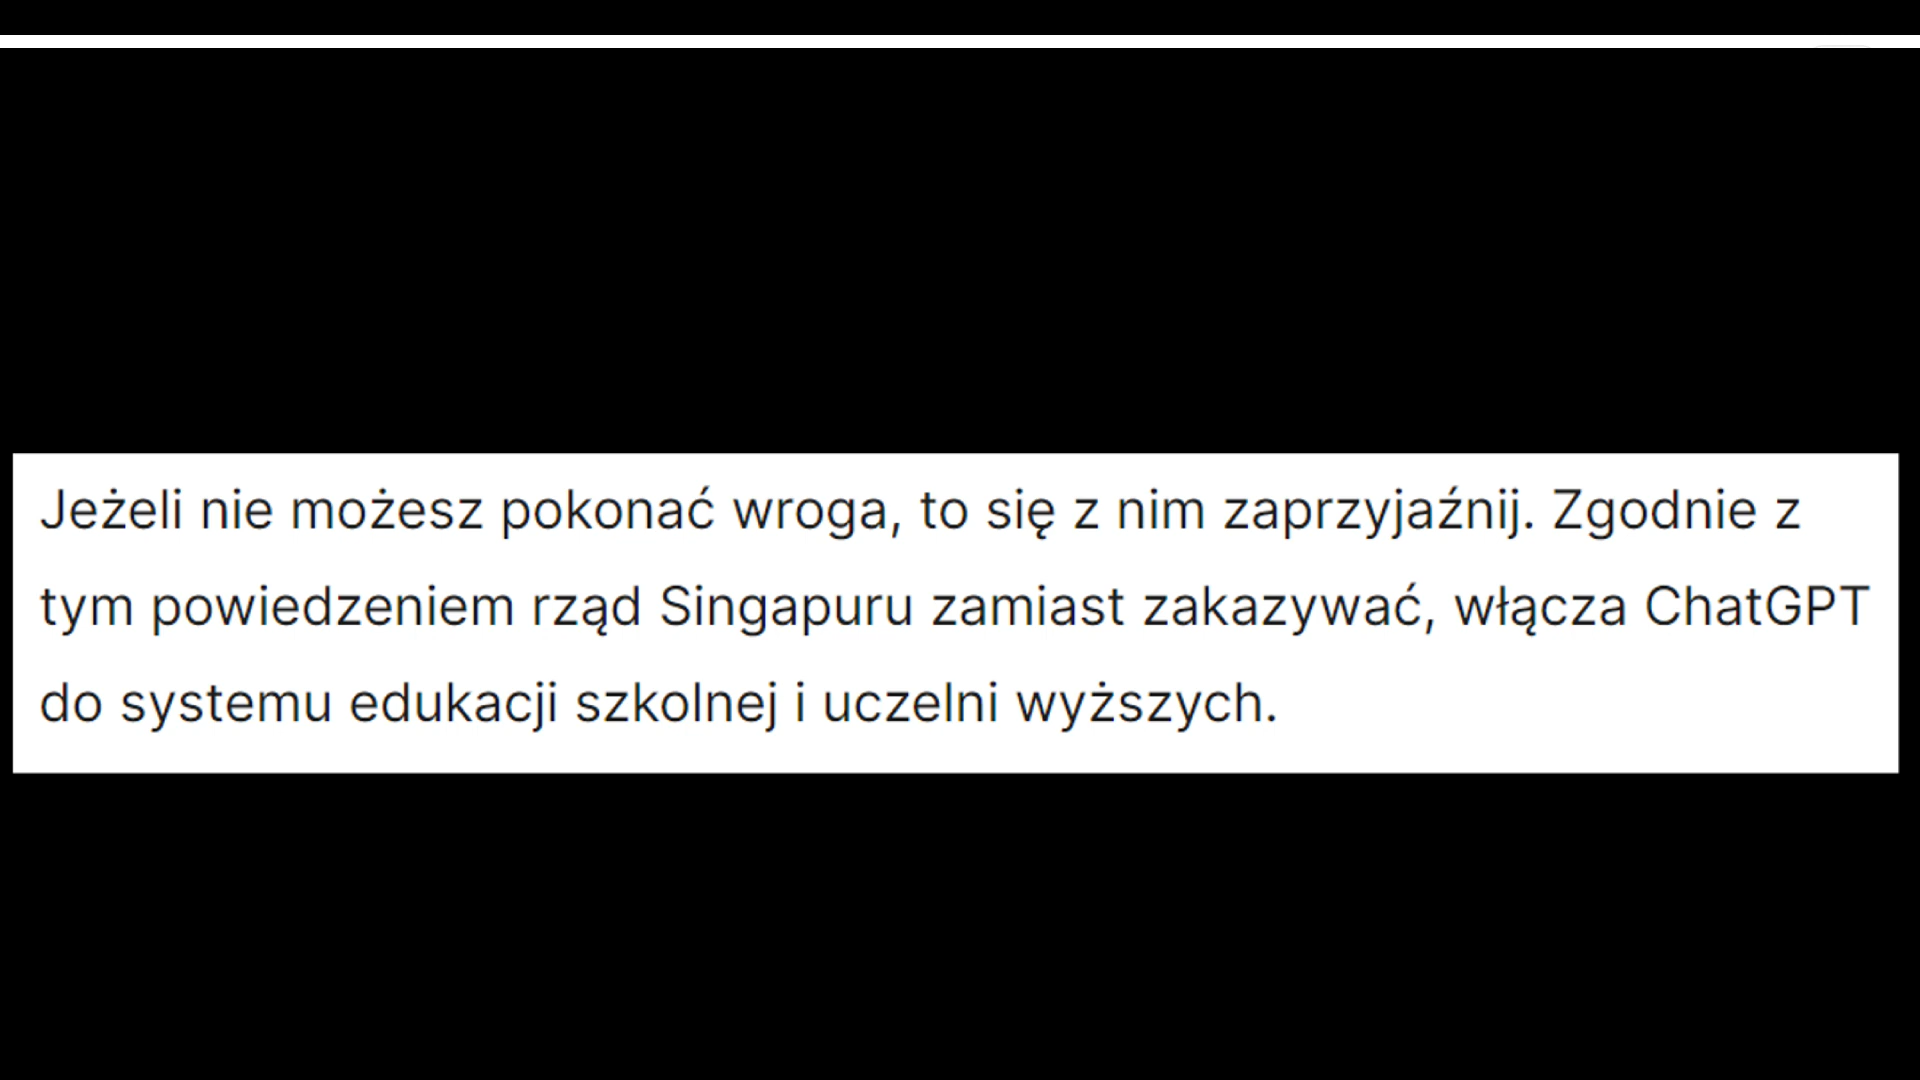 Jeżeli nie możesz pokonać wroga, to się z nim zaprzyjaźnij. Zgodnie z
tym powiedzeniem rząd Singapuru zamiast zakazywać, włącza ChatGPT
do systemu edukacji szkolnej i uczelni wyższych.